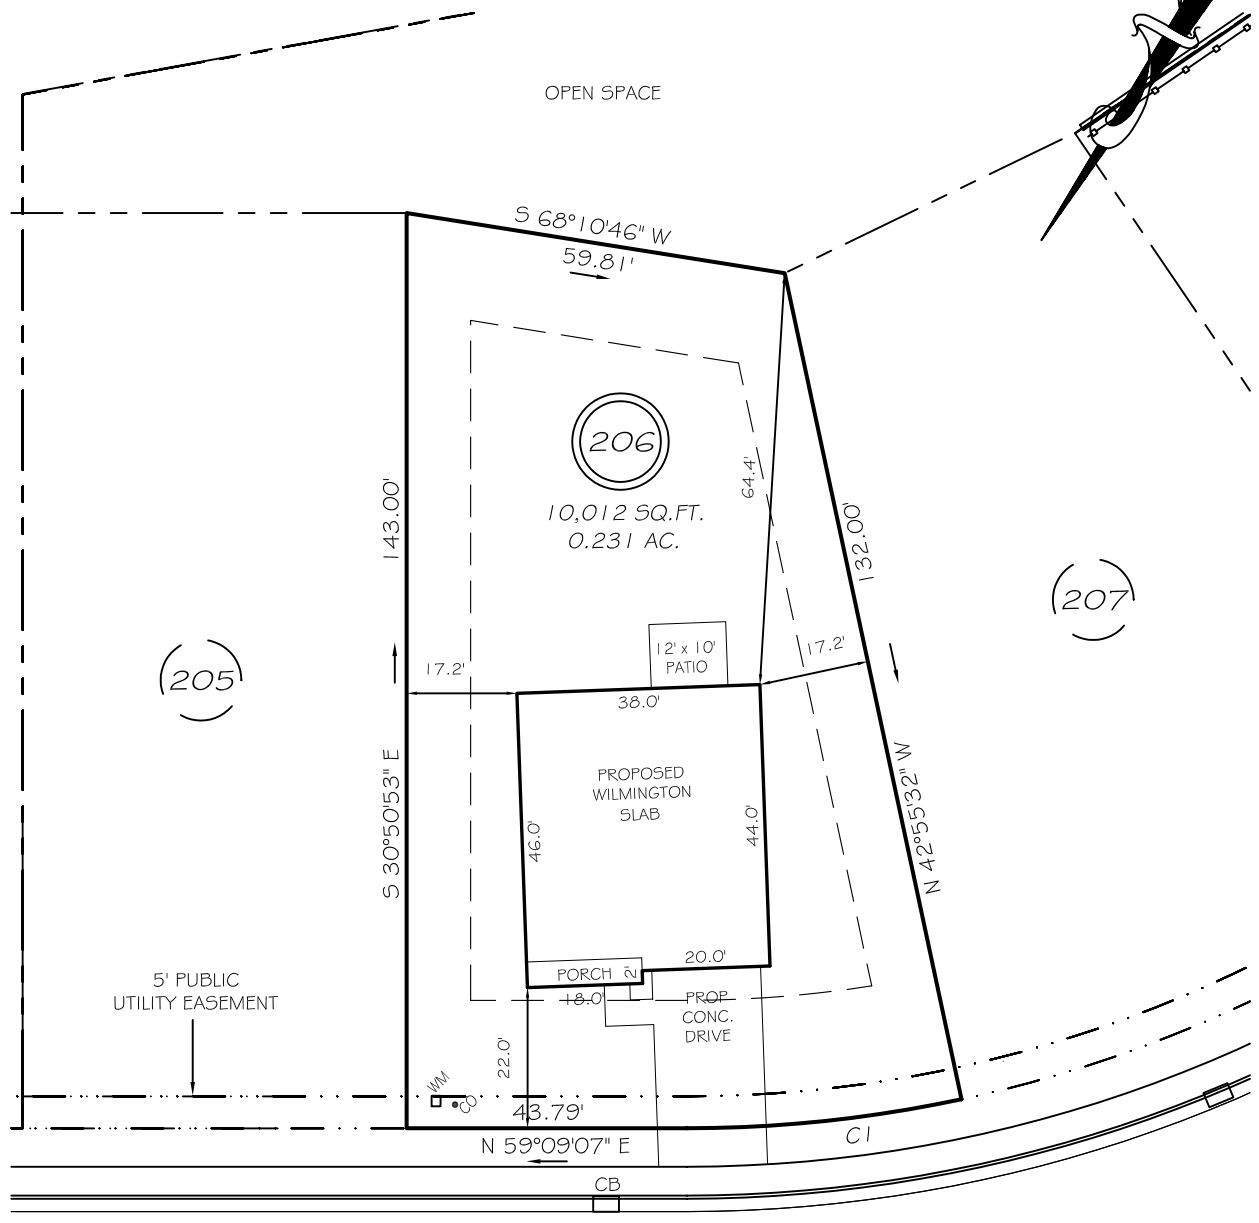 OPEN SPACE
S 68°10'46" W
59.81'
206
10,012 SQ.FT.
0.231 AC.
64.4'
143.00'
132.00'
207
205
12' x 10'
PATIO
17.2'
17.2'
38.0'
PROPOSED
WILMINGTON
SLAB
46.0'
44.0'
S 30°50'53" E
N 42°55'32" W
20.0'
PORCH
2'
18.0'
PROP
CONC.
DRIVE
5' PUBLIC
UTILITY EASEMENT
22.0'
WM
CO
43.79'
N 59°09'07" E
C1
CB